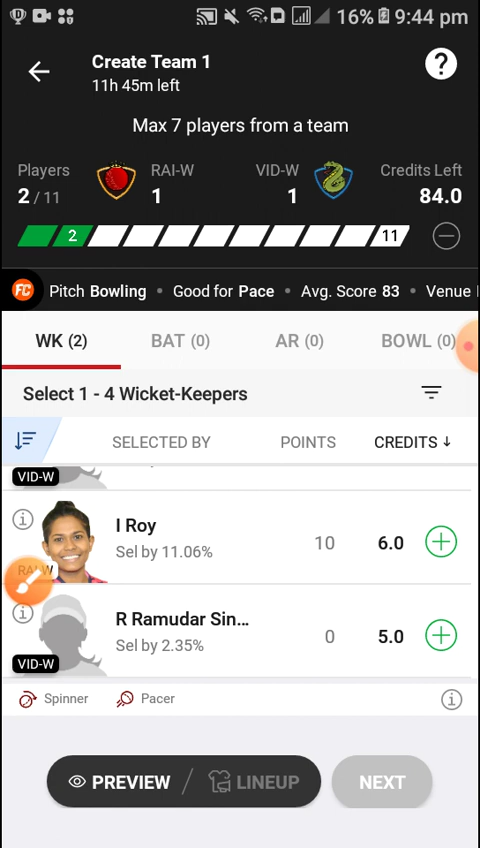 16% 9:44 pm
Create Team 1
11h 45m left
?
Max 7 players from a team
Players RAI-W VID-W Credits Left
2 / 11 1 1 84.0
2 11
FC Pitch Bowling • Good for Pace • Avg. Score 83 • Venue
WK (2) BAT (0) AR (0) BOWL (0)
Select 1 - 4 Wicket-Keepers
SELECTED BY POINTS CREDITS ↓
VID-W
I Roy
Sel by 11.06% 10 6.0
R Ramudar Sin...
Sel by 2.35% 0 5.0
VID-W
Spinner Pacer
PREVIEW / LINEUP NEXT